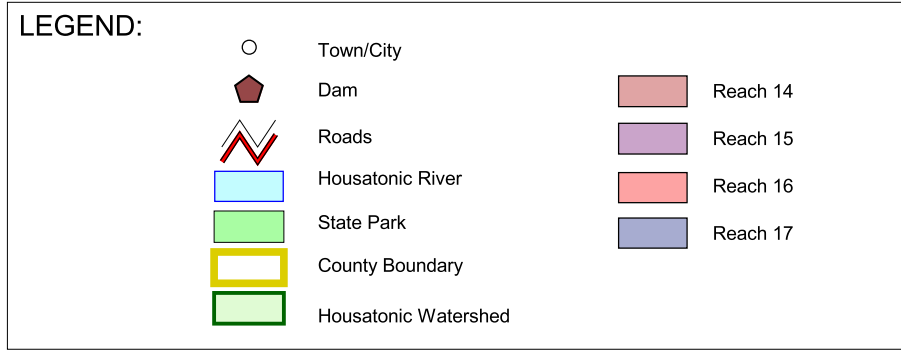 LEGEND:
Town/City
Dam
Roads
Housatonic River
State Park
County Boundary
Housatonic Watershed
Reach 14
Reach 15
Reach 16
Reach 17